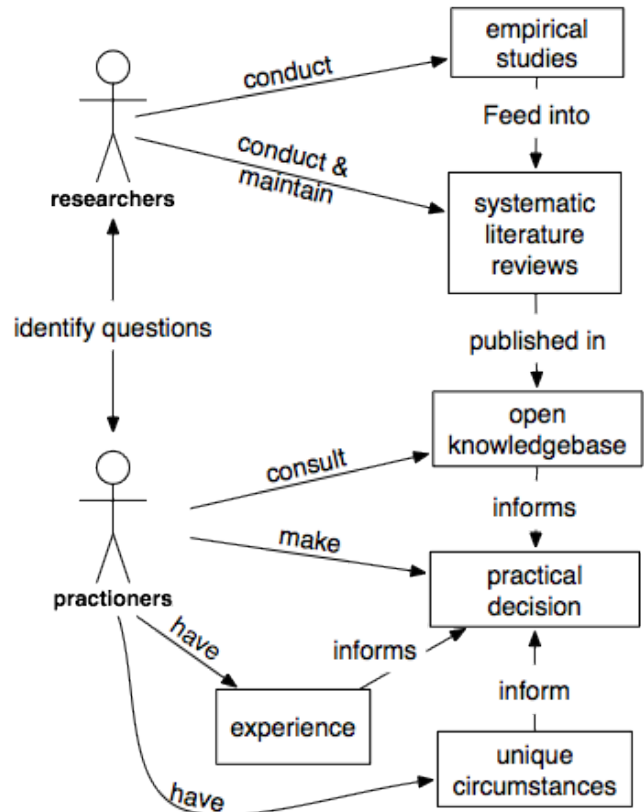 empirical
studies
conduct
Feed into
conduct &
maintain
researchers
systematic
literature
reviews
identify questions
published in
open
knowledgebase
consult
informs
make
practical
decision
practioners
have
informs
experience
inform
unique
circumstances
have